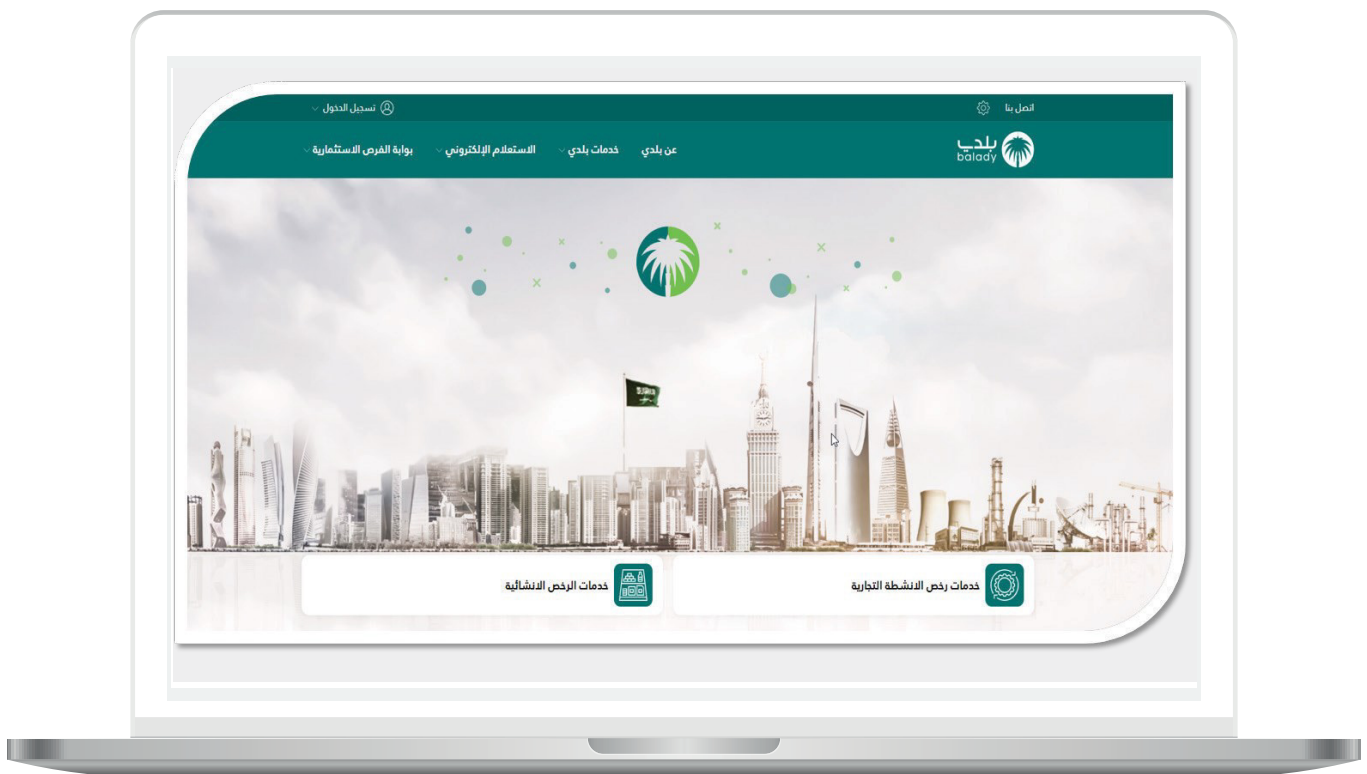 اتصل بنا
تسجيل الدخول
بلدي
balady
عن بلدي
خدمات بلدي
الاستعلام الإلكتروني
بوابة الفرص الاستثمارية
خدمات رخص الانشطة التجارية
خدمات الرخص الانشائية